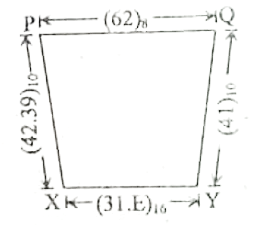 P (62)₈ Q
(42.39)₁₀
(41)₁₀
X (31.E)₁₆ Y